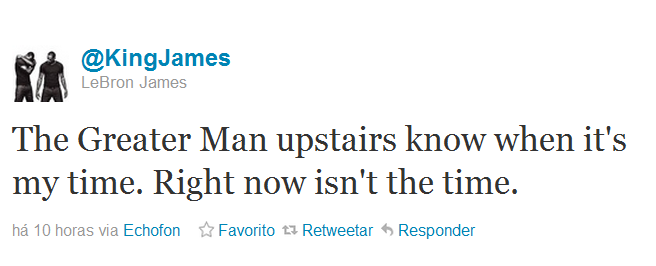 @KingJames
LeBron James
The Greater Man upstairs know when it's
my time. Right now isn't the time.
há 10 horas via Echofon Favorito Retweetar Responder